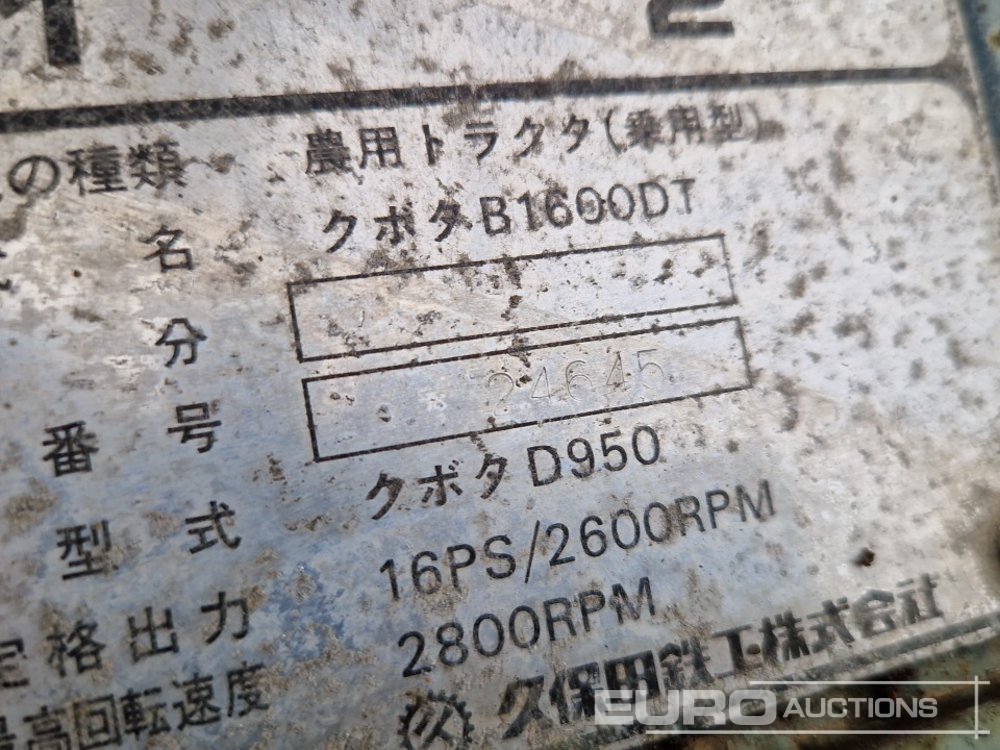 の種類 農用トラクタ(乗用型)
名 クボタB1600DT
分
番号 24645
型式 クボタD950
定格出力 16PS/2600RPM
最高回転速度 2800RPM
久保田鉄工株式会社
EURO AUCTIONS